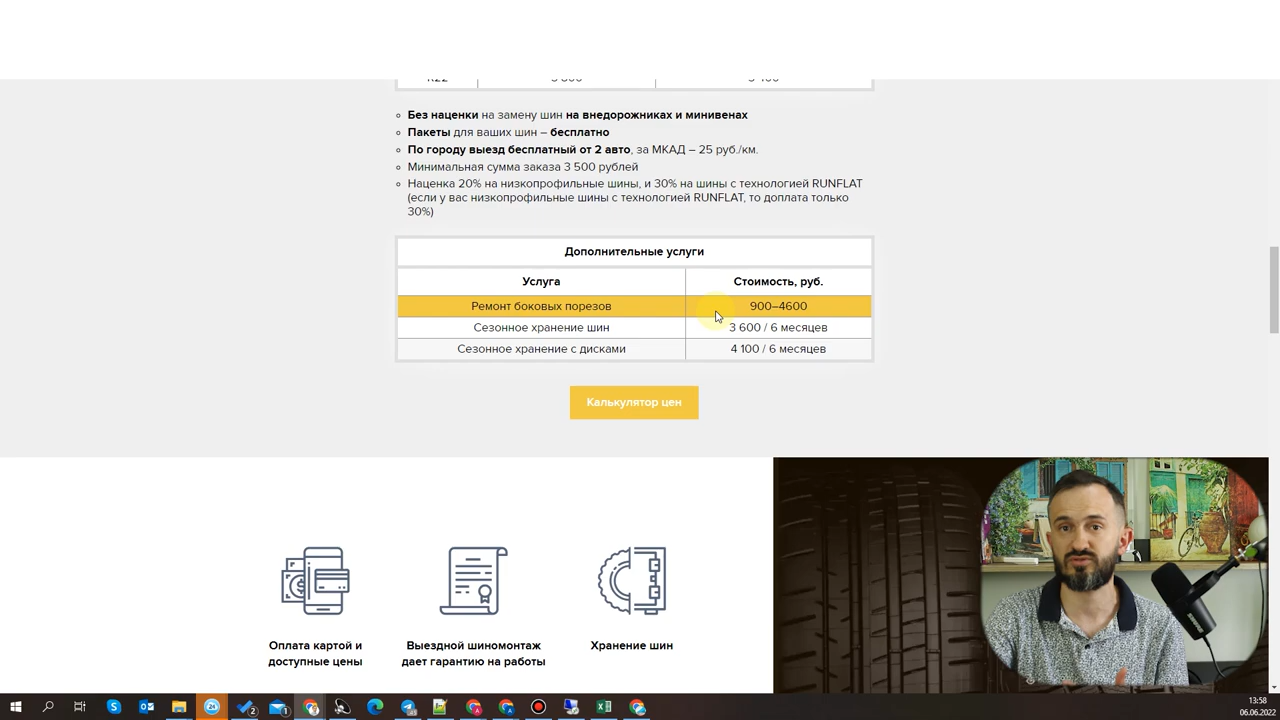 Без наценки на замену шин на внедорожниках и минивенах
Пакеты для ваших шин – бесплатно
По городу выезд бесплатный от 2 авто, за МКАД – 25 руб./км.
Минимальная сумма заказа 3 500 рублей
Наценка 20% на низкопрофильные шины, и 30% на шины с технологией RUNFLAT
(если у вас низкопрофильные шины с технологией RUNFLAT, то доплата только
30%)
Дополнительные услуги
Услуга Стоимость, руб.
Ремонт боковых порезов 900–4600
Сезонное хранение шин 3 600 / 6 месяцев
Сезонное хранение с дисками 4 100 / 6 месяцев
Калькулятор цен
Оплата картой и
доступные цены
Выездной шиномонтаж
дает гарантию на работы
Хранение шин
24
2
1
13:58
06.06.2022